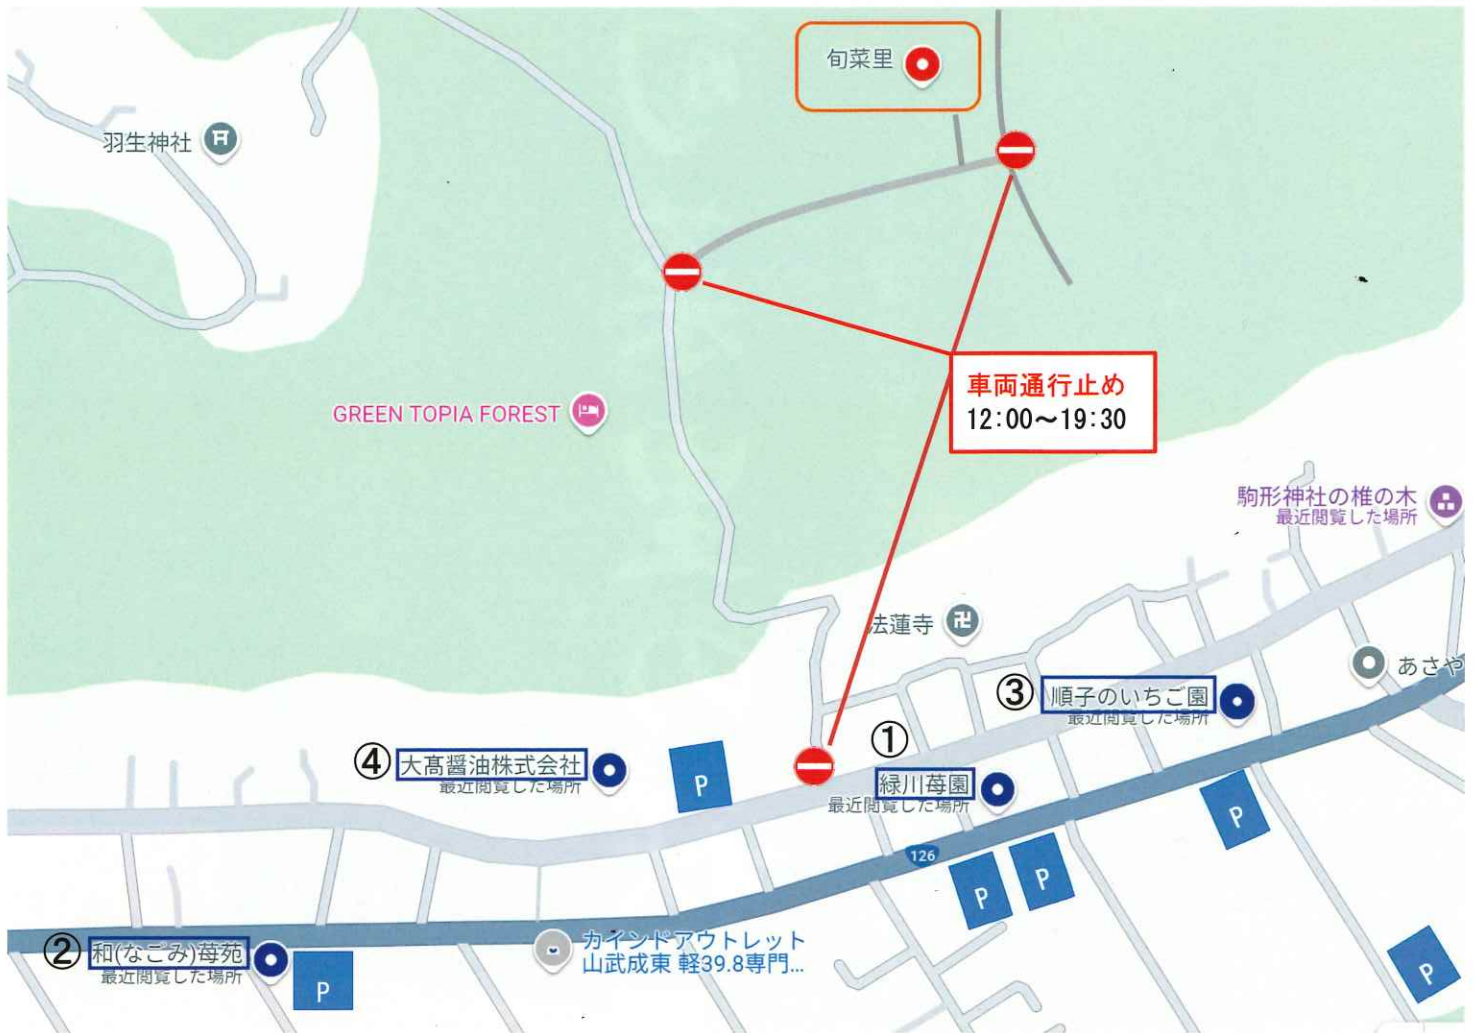 旬菜里
羽生神社
車両通行止め
12:00～19:30
GREEN TOPIA FOREST
駒形神社の椎の木
最近閲覧した場所
法蓮寺
あさや
③ 順子のいちご園
最近閲覧した場所
①
緑川苺園
最近閲覧した場所
④ 大髙醤油株式会社
最近閲覧した場所
P
P
126
P
P
② 和(なごみ)苺苑
最近閲覧した場所
P
カインドアウトレット
山武成東 軽39.8専門...
P